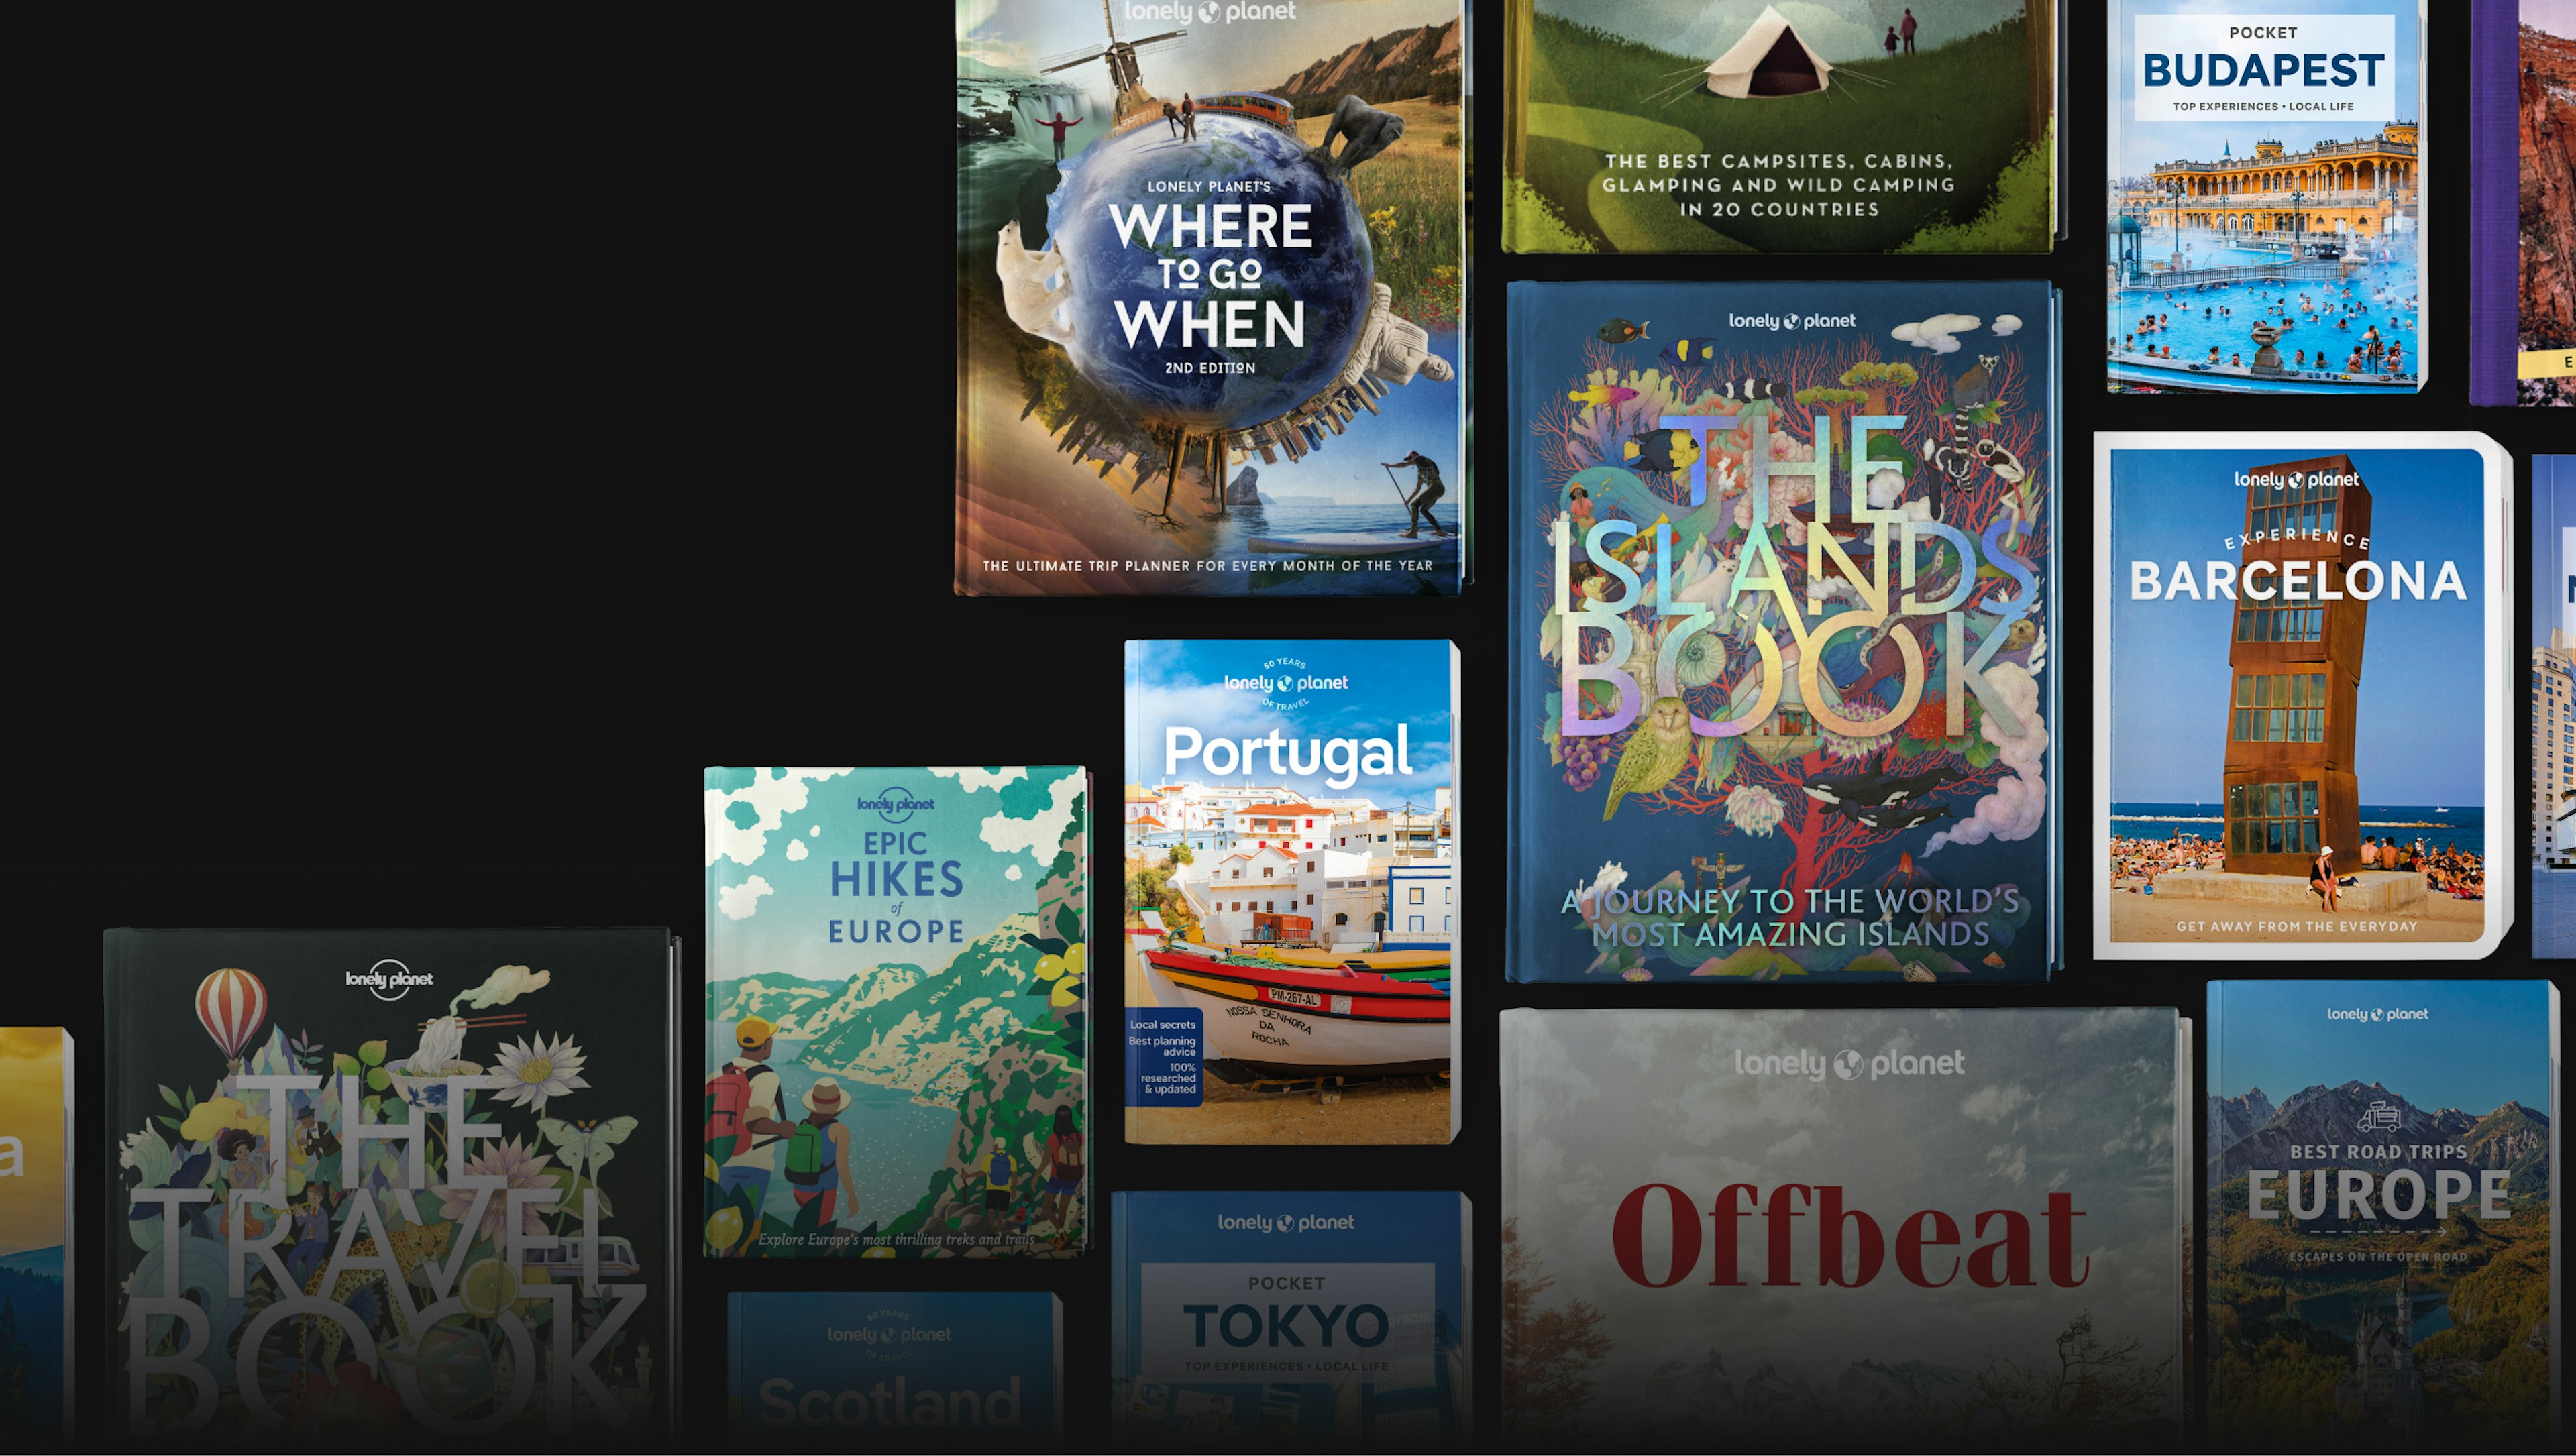 lonely planet
LONELY PLANET'S
WHERE
TO GO
WHEN
2ND EDITION
THE ULTIMATE TRIP PLANNER FOR EVERY MONTH OF THE YEAR
THE BEST CAMPSITES, CABINS,
GLAMPING AND WILD CAMPING
IN 20 COUNTRIES
POCKET
BUDAPEST
TOP EXPERIENCES • LOCAL LIFE
E
lonely planet
THE
ISLANDS
BOOK
A JOURNEY TO THE WORLD'S
MOST AMAZING ISLANDS
lonely planet
EXPERIENCE
BARCELONA
GET AWAY FROM THE EVERYDAY
50 YEARS
lonely planet
OF TRAVEL
Portugal
PM-267-AL
NOSSA SENHORA
DA
ROCHA
Local secrets
Best planning
advice
100%
researched
& updated
lonely planet
EPIC
HIKES
of
EUROPE
Explore Europe's most thrilling treks and trails
a
lonely planet
THE
TRAVEL
BOOK
50 YEARS
lonely planet
OF TRAVEL
Scotland
lonely planet
POCKET
TOKYO
TOP EXPERIENCES • LOCAL LIFE
lonely planet
Offbeat
lonely planet
BEST ROAD TRIPS
EUROPE
ESCAPES ON THE OPEN ROAD